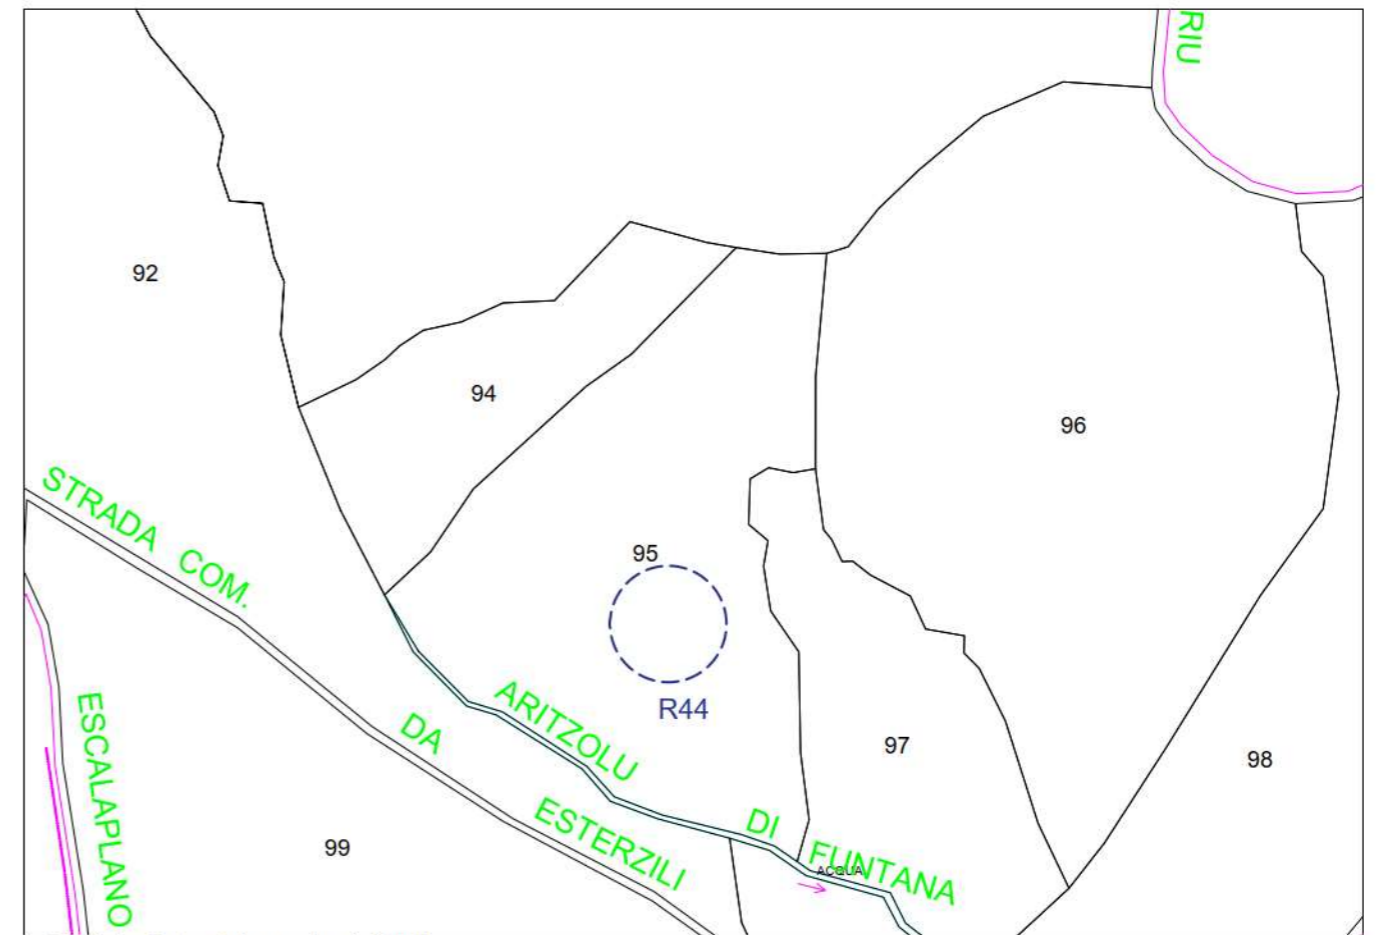 RIU
92
94
96
STRADA COM.
95
R44
ARITZOLU
DA
ESCALAPLANO
97
98
DI
ESTERZILI
99
FUNTANA
ACQUA